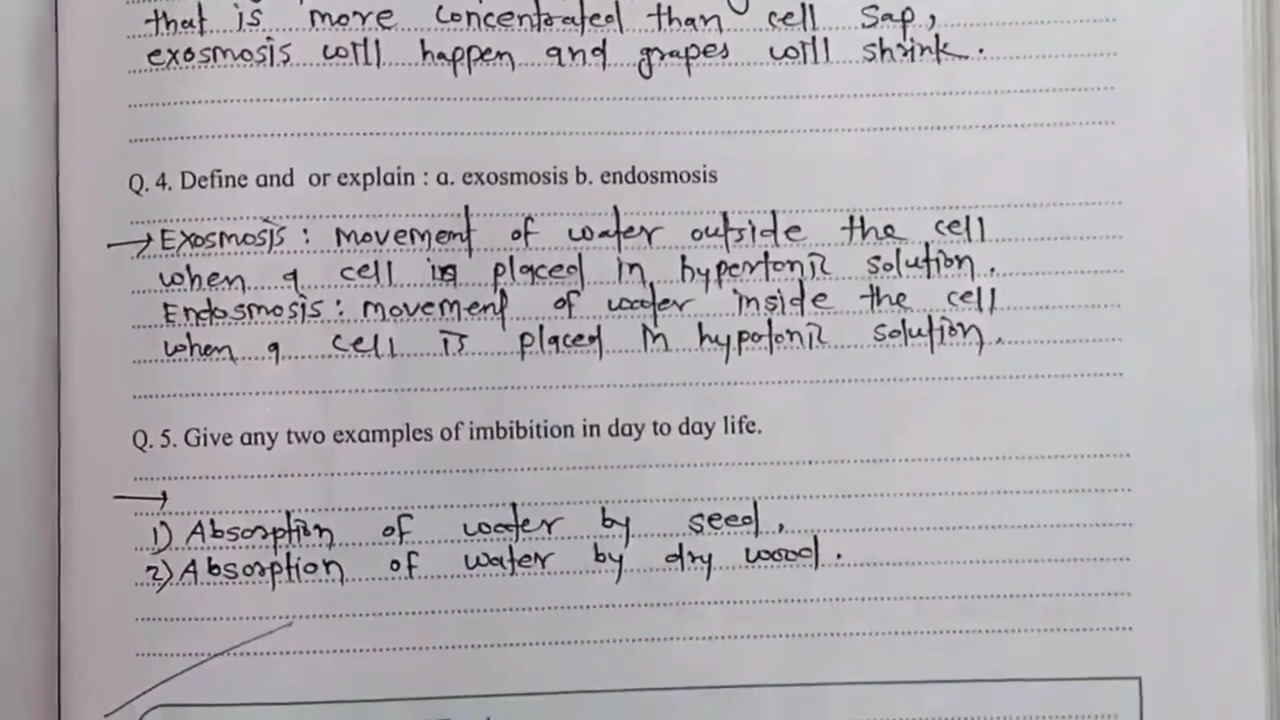 that is more concentrated than cell sap,
exosmosis will happen and grapes will shrink.
Q. 4. Define and or explain : a. exosmosis b. endosmosis
→ Exosmosis : movement of water outside the cell
when a cell is placed in hypertonic solution.
Endosmosis : movement of water inside the cell
when a cell is placed in hypotonic solution.
Q. 5. Give any two examples of imbibition in day to day life.
→
1) Absorption of water by seed,
2) Absorption of water by dry wood.